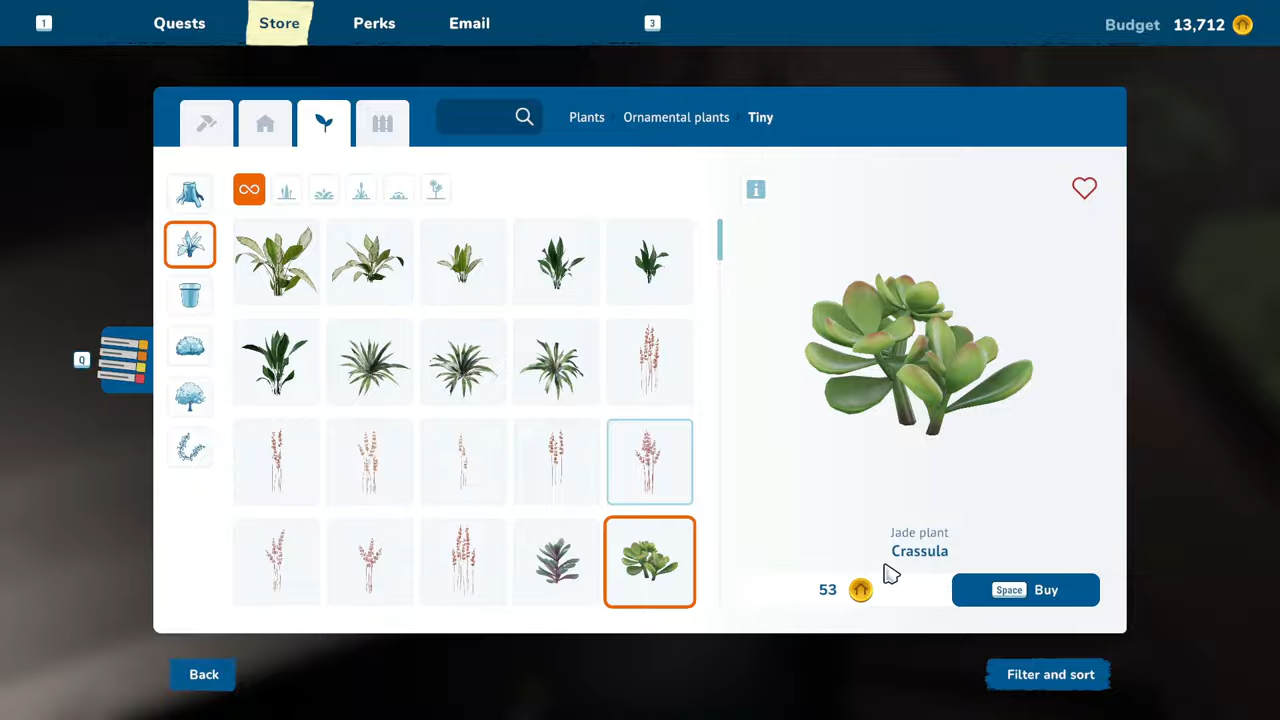 1 Quests Store Perks Email 3 Budget 13,712
Plants Ornamental plants Tiny
Q
Jade plant
Crassula
53 Space Buy
Back Filter and sort